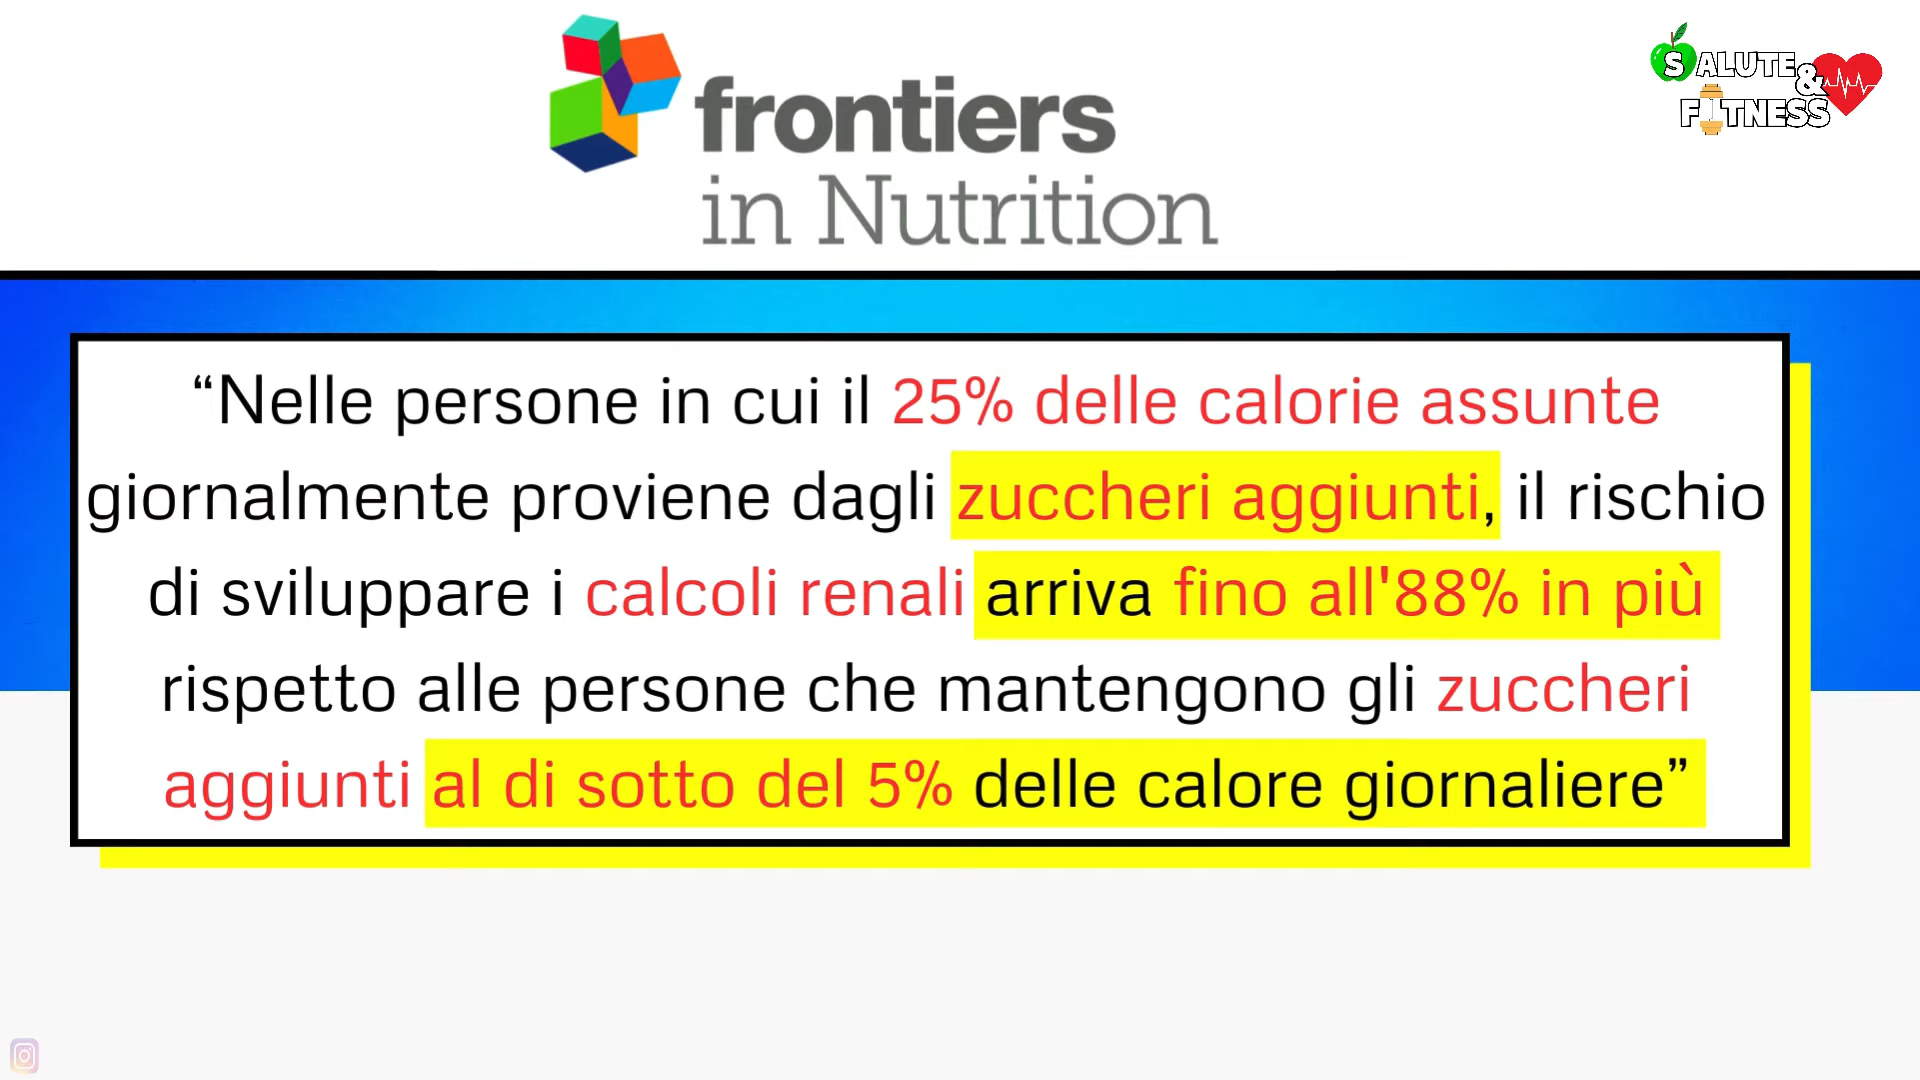 frontiers
in Nutrition
SALUTE &
FITNESS
“Nelle persone in cui il 25% delle calorie assunte
giornalmente proviene dagli zuccheri aggiunti, il rischio
di sviluppare i calcoli renali arriva fino all'88% in più
rispetto alle persone che mantengono gli zuccheri
aggiunti al di sotto del 5% delle calore giornaliere”